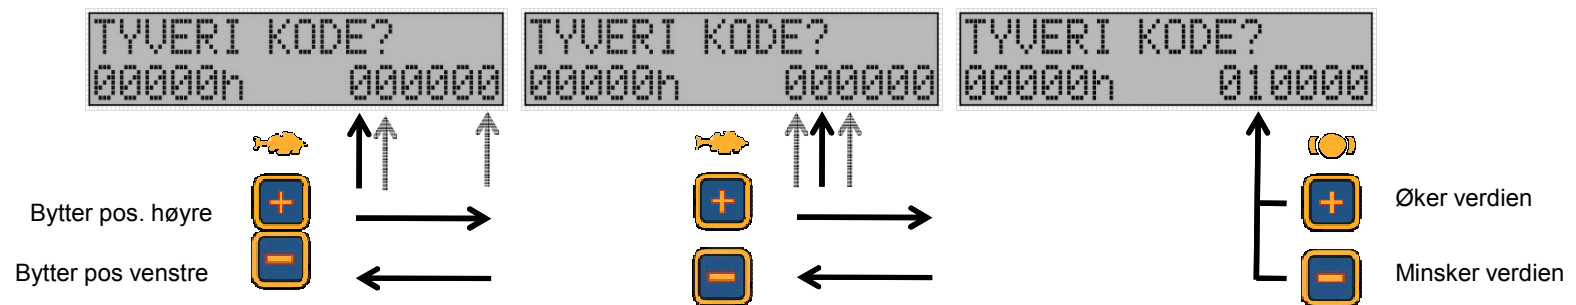 TYVERI KODE?
00000h 000000
TYVERI KODE?
00000h 000000
TYVERI KODE?
00000h 010000
Bytter pos. høyre
Bytter pos venstre
Øker verdien
Minsker verdien